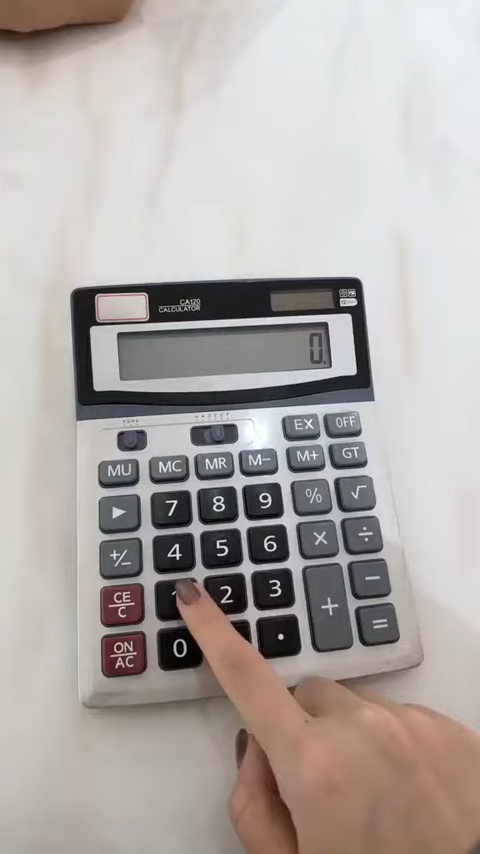 CA120
CALCULATOR
0.
EX OFF
MU MC MR M− M+ GT
▶ 7 8 9 % √
+/− 4 5 6 × ÷
CE/C 2 3 + −
ON/AC 0 • =